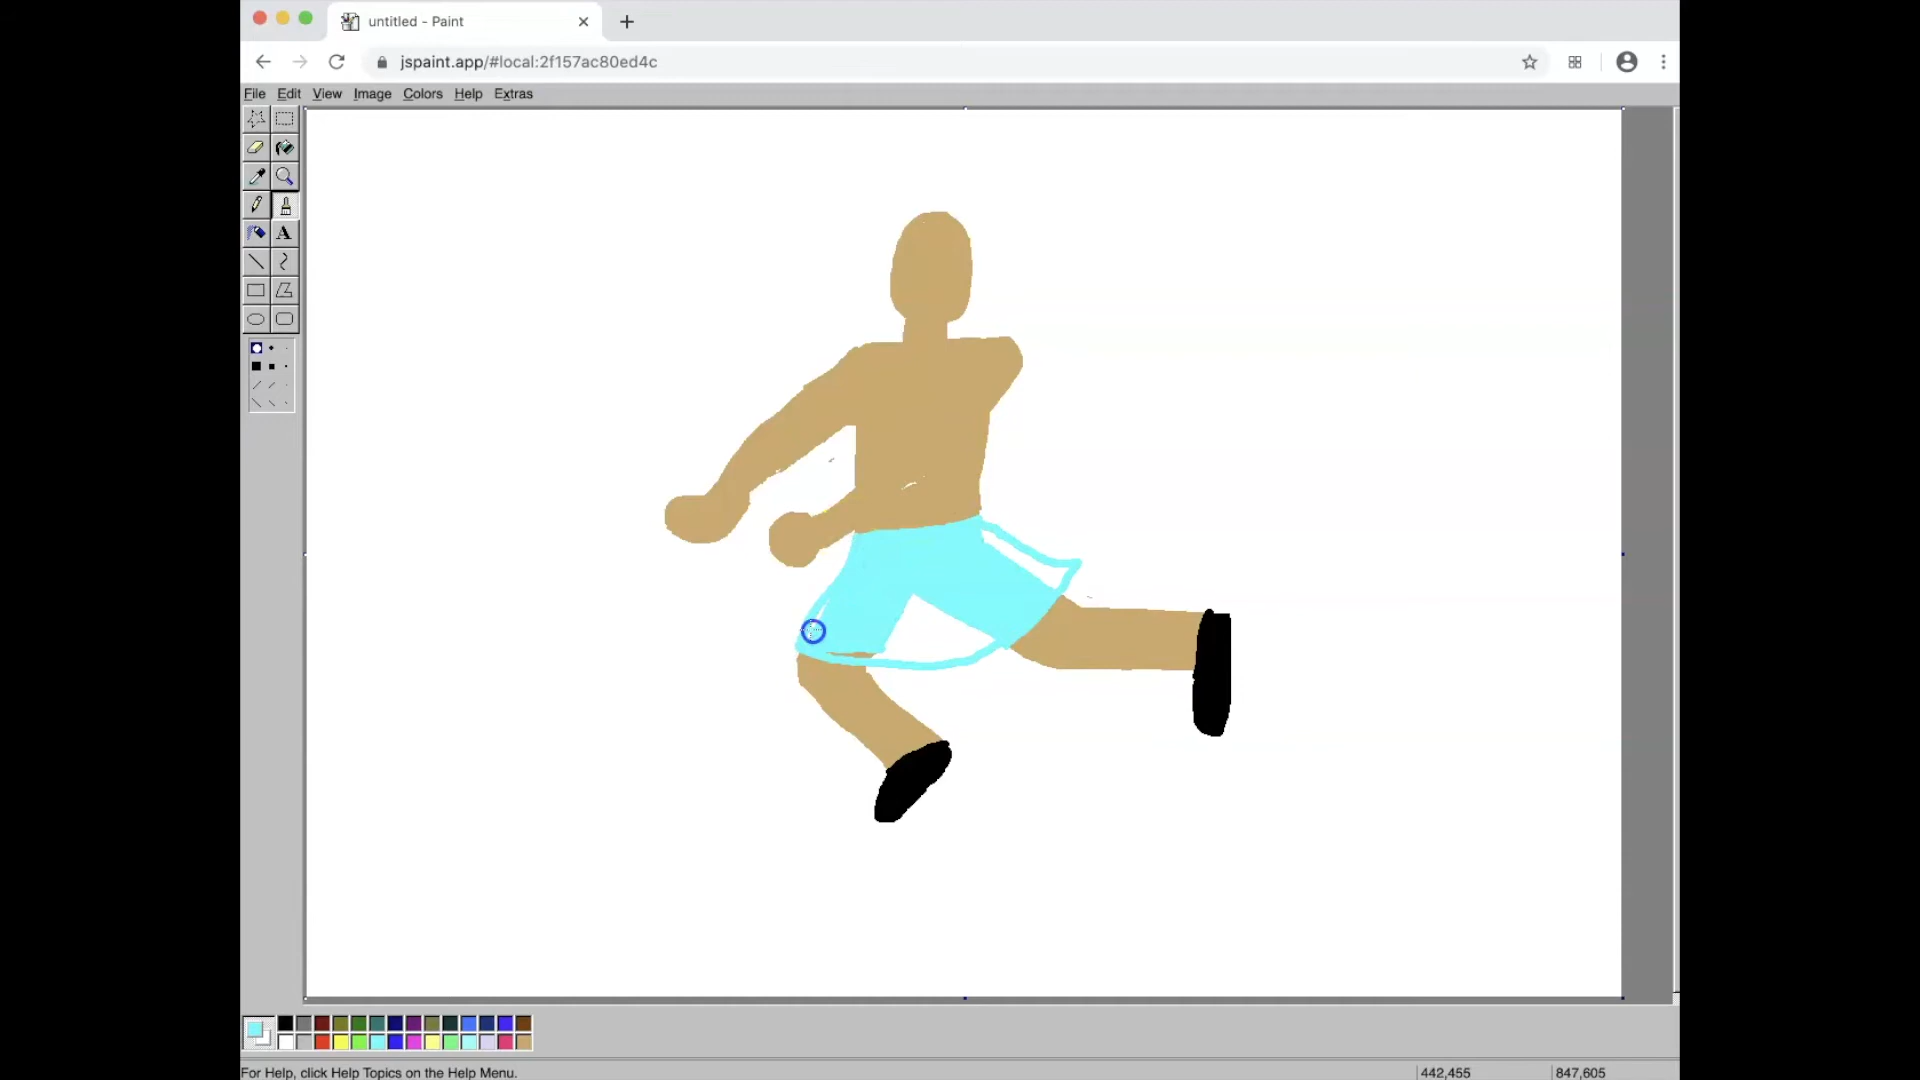 untitled - Paint
jspaint.app/#local:2f157ac80ed4c
File Edit View Image Colors Help Extras
A
For Help, click Help Topics on the Help Menu.
442,455
847,605